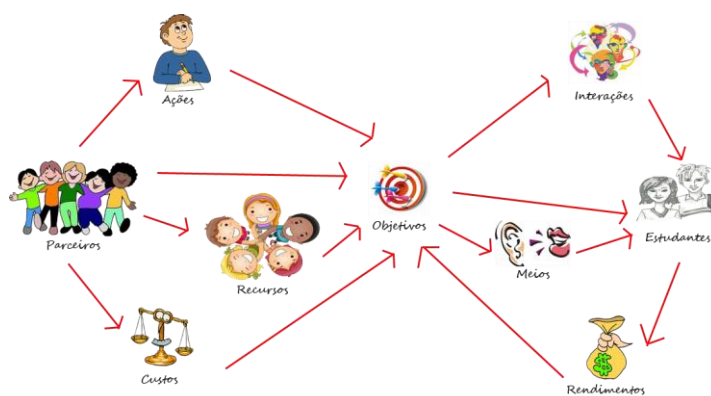 Ações
Interações
Parceiros
Objetivos
Estudantes
Recursos
Meios
Custos
Rendimentos
$